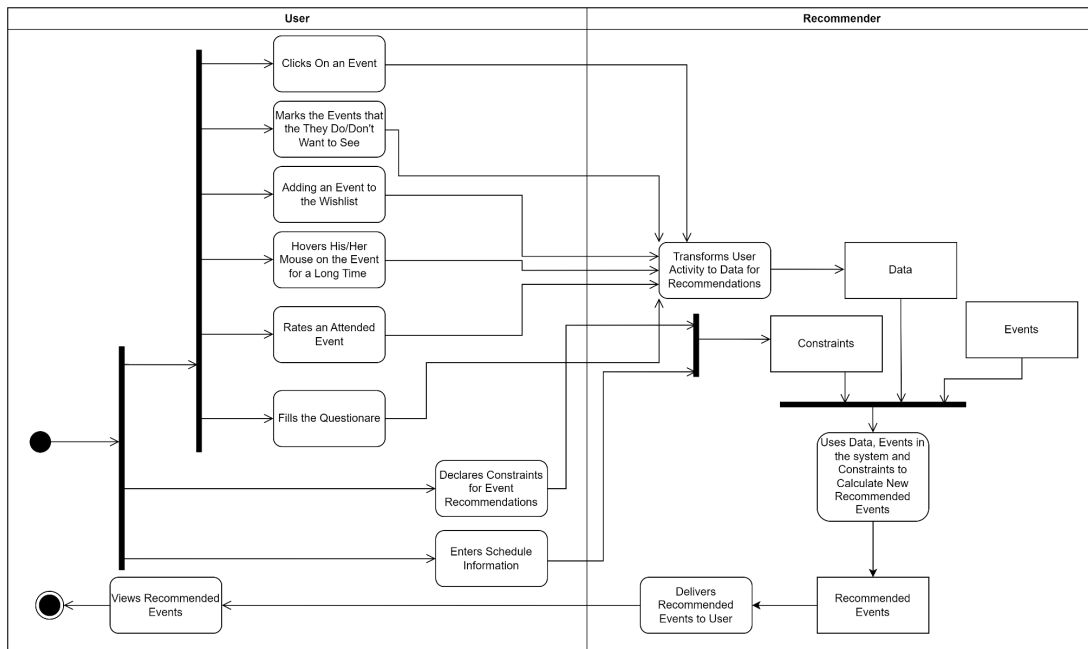 User
Recommender
Clicks On an Event
Marks the Events that
the They Do/Don't
Want to See
Adding an Event to
the Wishlist
Hovers His/Her
Mouse on the Event
for a Long Time
Transforms User
Activity to Data for
Recommendations
Data
Rates an Attended
Event
Constraints
Events
Fills the Questionare
Uses Data, Events in
the system and
Constraints to
Calculate New
Recommended
Events
Declares Constraints
for Event
Recommendations
Enters Schedule
Information
Views Recommended
Events
Delivers
Recommended
Events to User
Recommended
Events